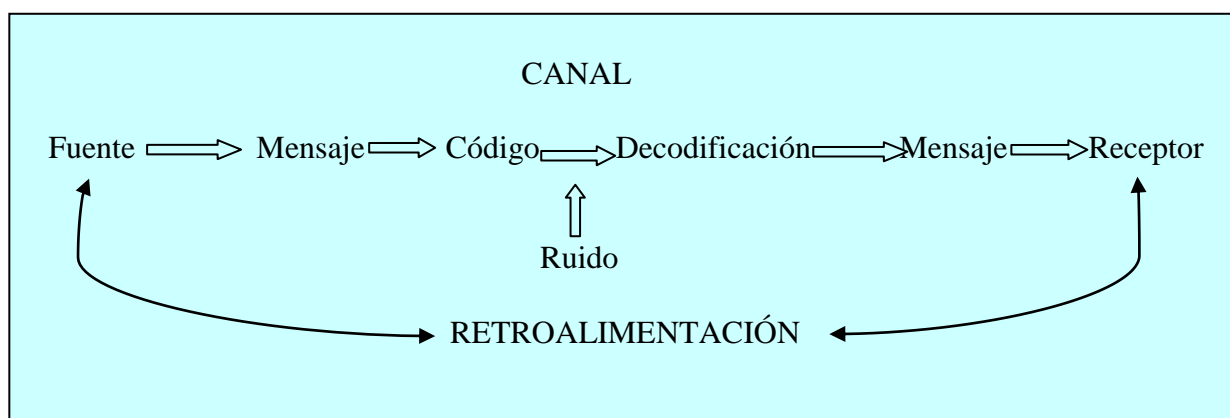 CANAL
Fuente Mensaje Código Decodificación Mensaje Receptor
Ruido
RETROALIMENTACIÓN